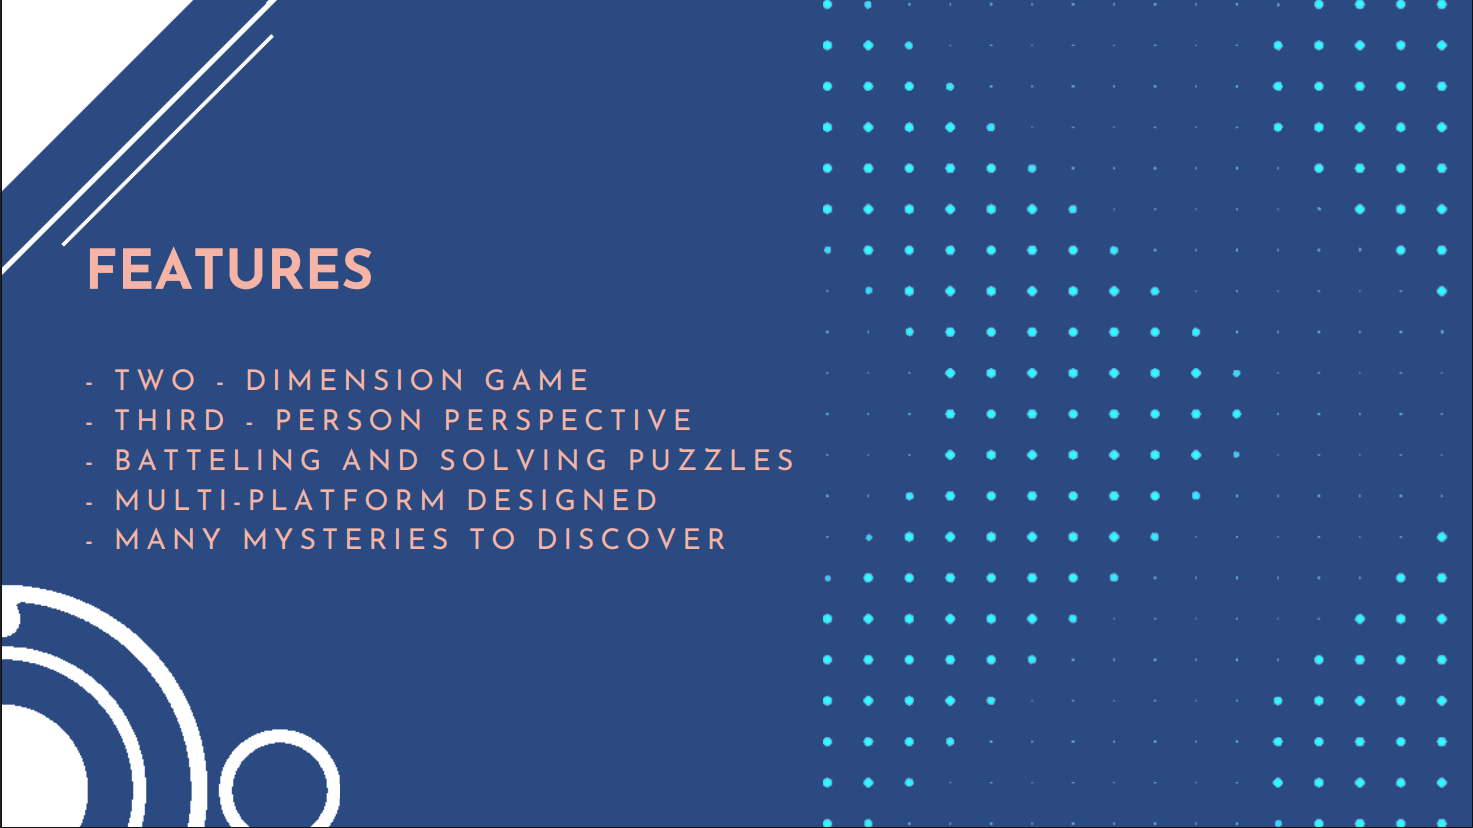 FEATURES
- TWO - DIMENSION GAME
- THIRD - PERSON PERSPECTIVE
- BATTELING AND SOLVING PUZZLES
- MULTI-PLATFORM DESIGNED
- MANY MYSTERIES TO DISCOVER